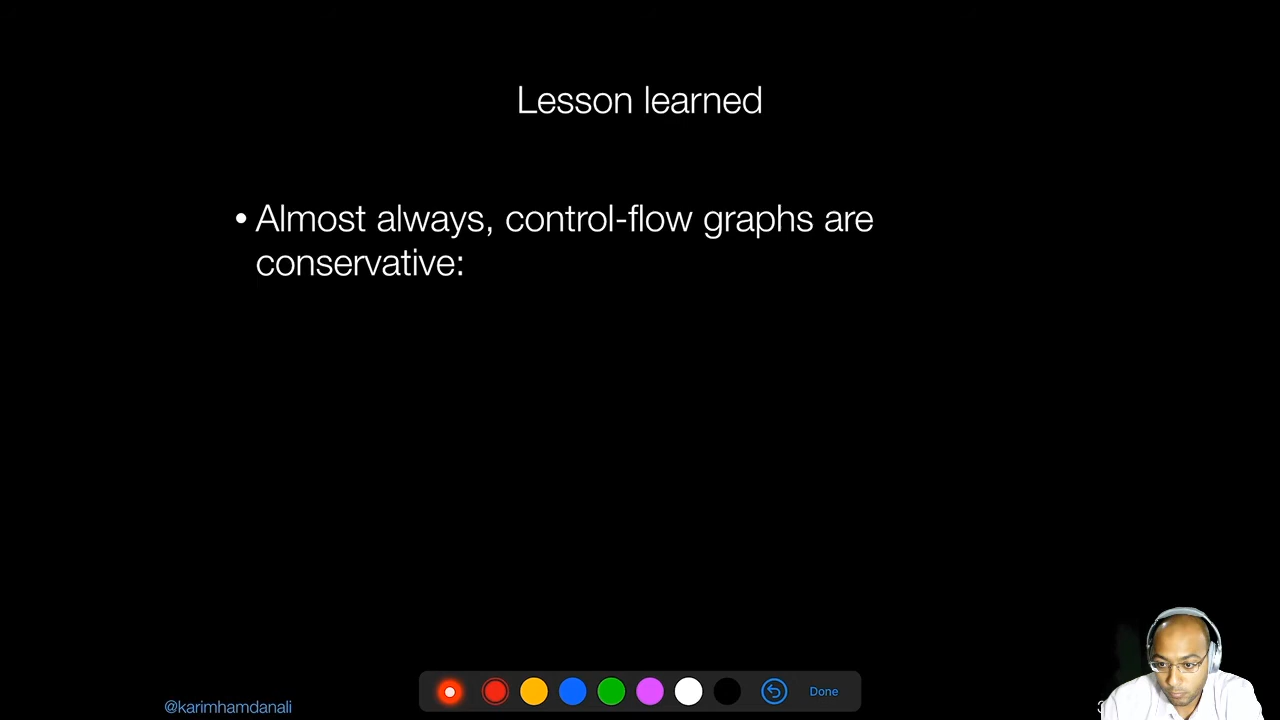 Lesson learned
• Almost always, control-flow graphs are
conservative:
@karimhamdanali
Done